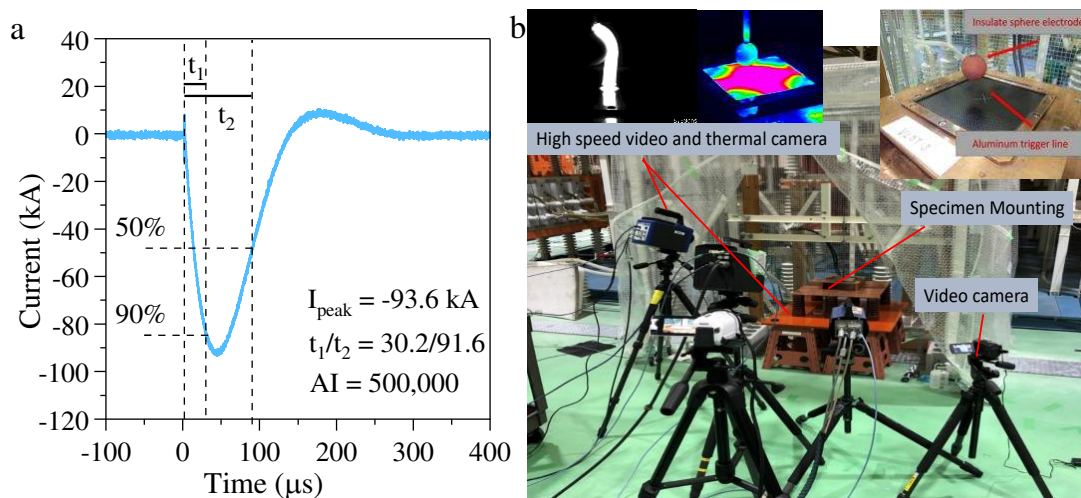 a
40
20
0
-20
-40
-60
-80
-100
-120
Current (kA)
t1
t2
50%
90%
Ipeak = -93.6 kA
t1/t2 = 30.2/91.6
AI = 500,000
-100 0 100 200 300 400
Time (μs)
b
Insulate sphere electrode
Aluminum trigger line
High speed video and thermal camera
Specimen Mounting
Video camera